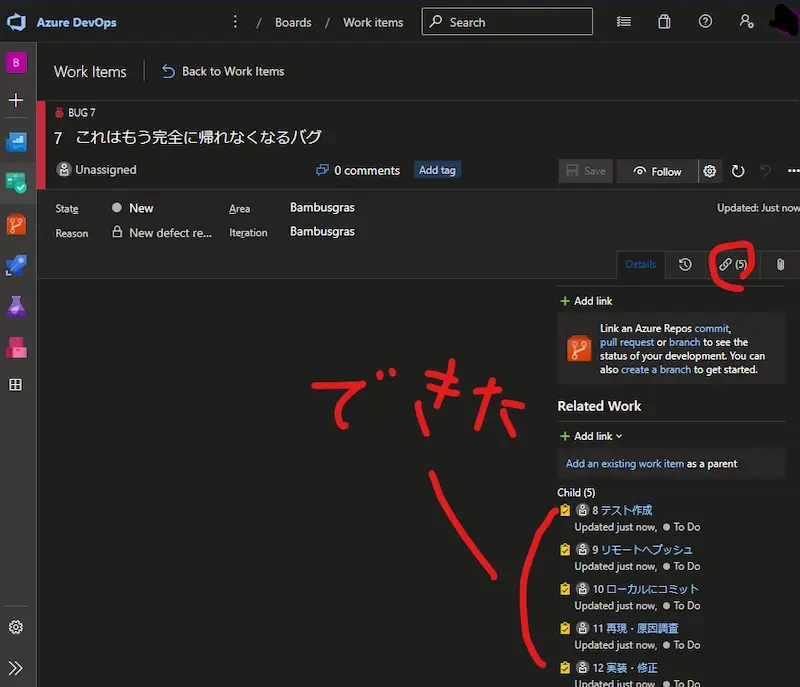 Azure DevOps
/ Boards / Work items
Search
B
Work Items
Back to Work Items
BUG 7
7 これはもう完全に帰れなくなるバグ
Unassigned
0 comments
Add tag
Save
Follow
State
New
Area
Bambusgras
Updated: Just now
Reason
New defect re...
Iteration
Bambusgras
Details
(5)
+ Add link
Link an Azure Repos commit,
pull request or branch to see the
status of your development. You can
also create a branch to get started.
できた
Related Work
+ Add link
Add an existing work item as a parent
Child (5)
8 テスト作成
Updated just now, ● To Do
9 リモートへプッシュ
Updated just now, ● To Do
10 ローカルにコミット
Updated just now, ● To Do
11 再現・原因調査
Updated just now, ● To Do
12 実装・修正
Updated just now, ● To Do